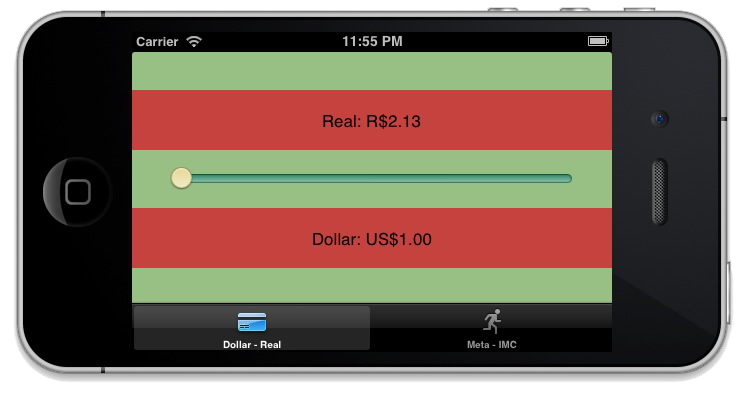 Carrier 11:55 PM
Real: R$2.13
Dollar: US$1.00
Dollar - Real Meta - IMC